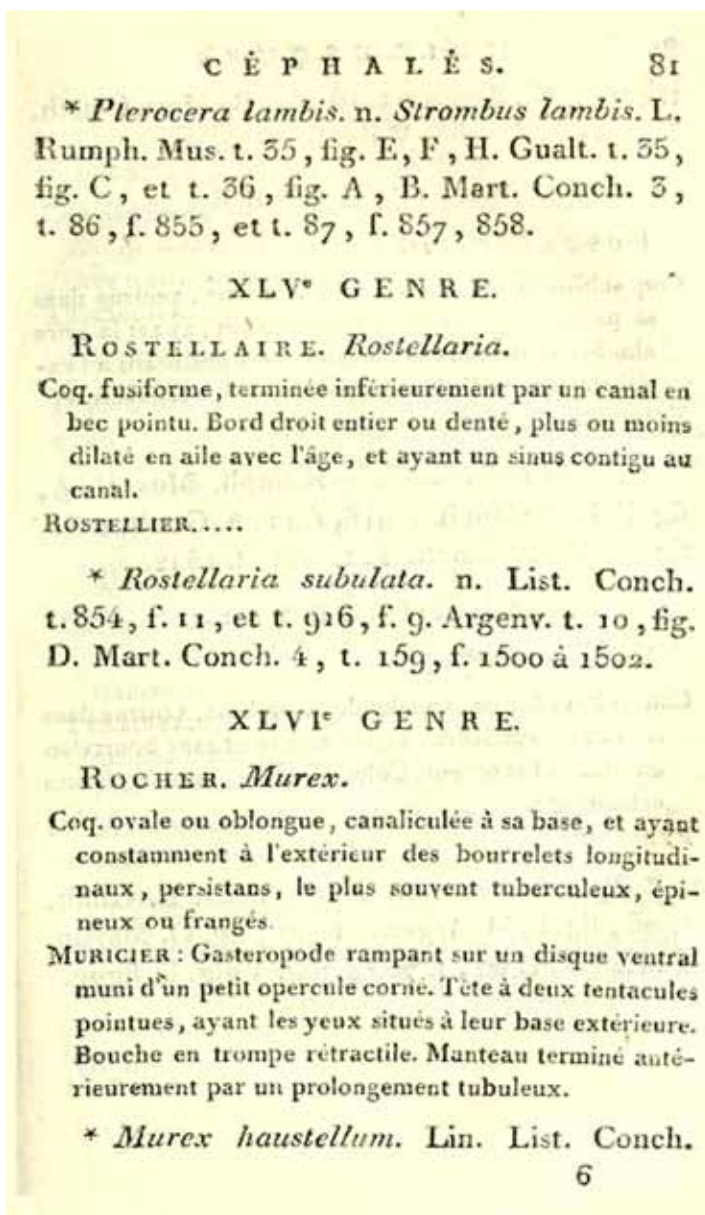 CÉPHALÉS. 81
* Pterocera lambis. n. Strombus lambis. L.
Rumph. Mus. t. 35, fig. E, F, H. Gualt. t. 35,
fig. C, et t. 36, fig. A, B. Mart. Conch. 3,
t. 86, f. 855, et t. 87, f. 857, 858.
XLVe GENRE.
ROSTELLAIRE. Rostellaria.
Coq. fusiforme, terminée inférieurement par un canal en
bec pointu. Bord droit entier ou denté, plus ou moins
dilaté en aile avec l'âge, et ayant un sinus contigu au
canal.
ROSTELLIER.....
* Rostellaria subulata. n. List. Conch.
t. 854, f. 11, et t. 916, f. 9. Argenv. t. 10, fig.
D. Mart. Conch. 4, t. 159, f. 1500 à 1502.
XLVIe GENRE.
ROCHER. Murex.
Coq. ovale ou oblongue, canaliculée à sa base, et ayant
constamment à l'extérieur des bourrelets longitudi-
naux, persistans, le plus souvent tuberculeux, épi-
neux ou frangés.
MURICIER : Gasteropode rampant sur un disque ventral
muni d'un petit opercule corné. Tête à deux tentacules
pointues, ayant les yeux situés à leur base extérieure.
Bouche en trompe rétractile. Manteau terminé anté-
rieurement par un prolongement tubuleux.
* Murex haustellum. Lin. List. Conch.
6